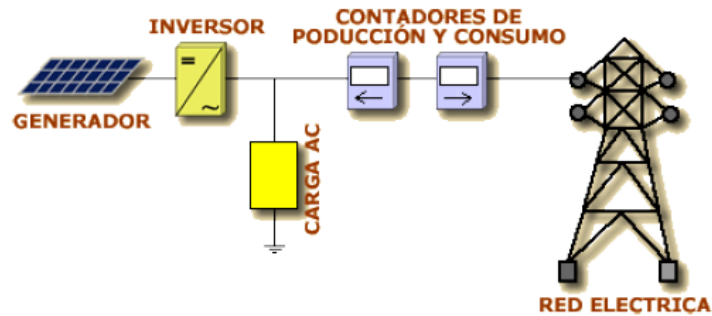 CONTADORES DE
PODUCCIÓN Y CONSUMO
INVERSOR
GENERADOR
CARGA AC
RED ELECTRICA